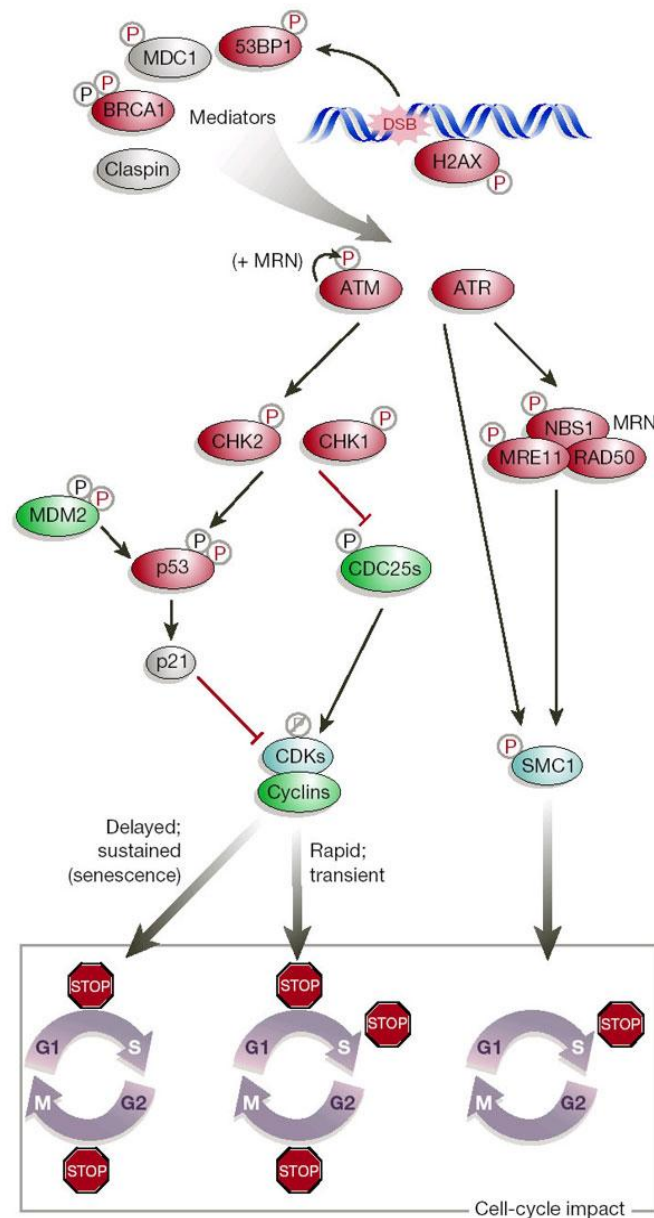 P
MDC1
P
53BP1
P P
BRCA1
Mediators
Claspin
DSB
H2AX
P
(+ MRN)
P
ATM
ATR
P
CHK2
P
CHK1
P
NBS1
MRN
P
MRE11
RAD50
P P
MDM2
P P
p53
P
CDC25s
p21
P
CDKs
Cyclins
P
SMC1
Delayed;
sustained
(senescence)
Rapid;
transient
STOP
G1
S
M
G2
STOP
STOP
STOP
G1
S
M
G2
STOP
STOP
G1
S
M
G2
Cell-cycle impact